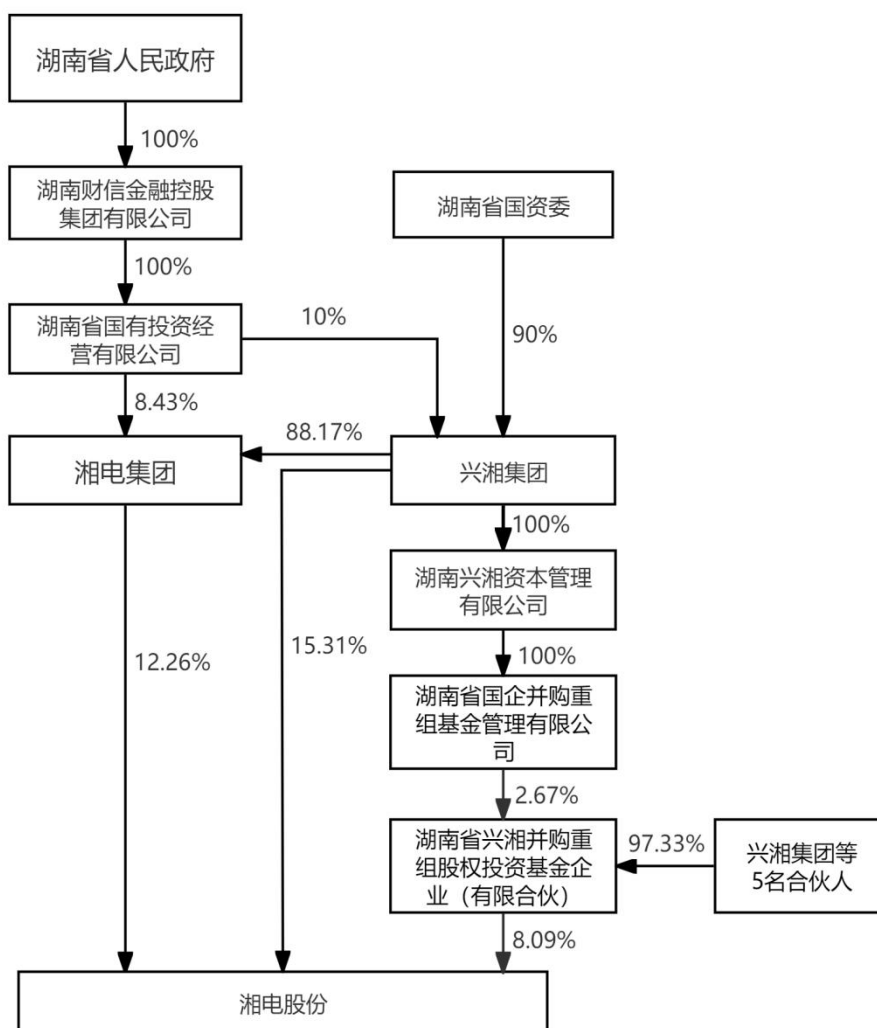 湖南省人民政府
100%
湖南财信金融控股
集团有限公司
湖南省国资委
100%
湖南省国有投资经
营有限公司
10%
90%
8.43%
88.17%
湘电集团
兴湘集团
100%
湖南兴湘资本管理
有限公司
12.26%
15.31%
100%
湖南省国企并购重
组基金管理有限公
司
2.67%
湖南省兴湘并购重
组股权投资基金企
业（有限合伙）
97.33%
兴湘集团等
5名合伙人
8.09%
湘电股份